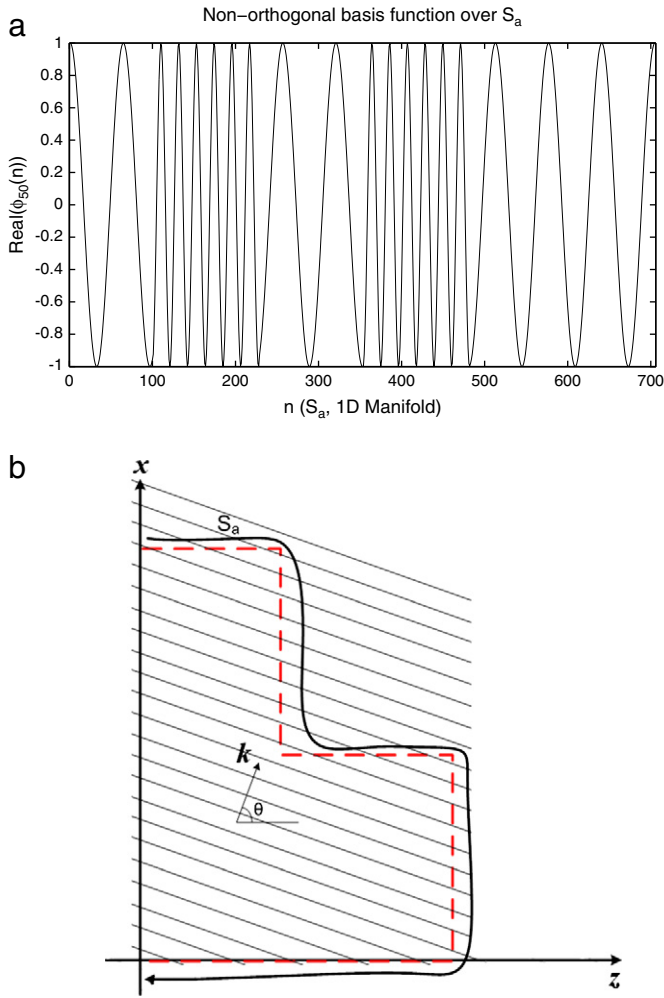 a
Non−orthogonal basis function over Sₐ
1
0.8
0.6
0.4
0.2
0
-0.2
-0.4
-0.6
-0.8
-1
Real(ϕ₅₀(n))
0 100 200 300 400 500 600 700
n (Sₐ, 1D Manifold)
b
x
Sₐ
k
θ
z